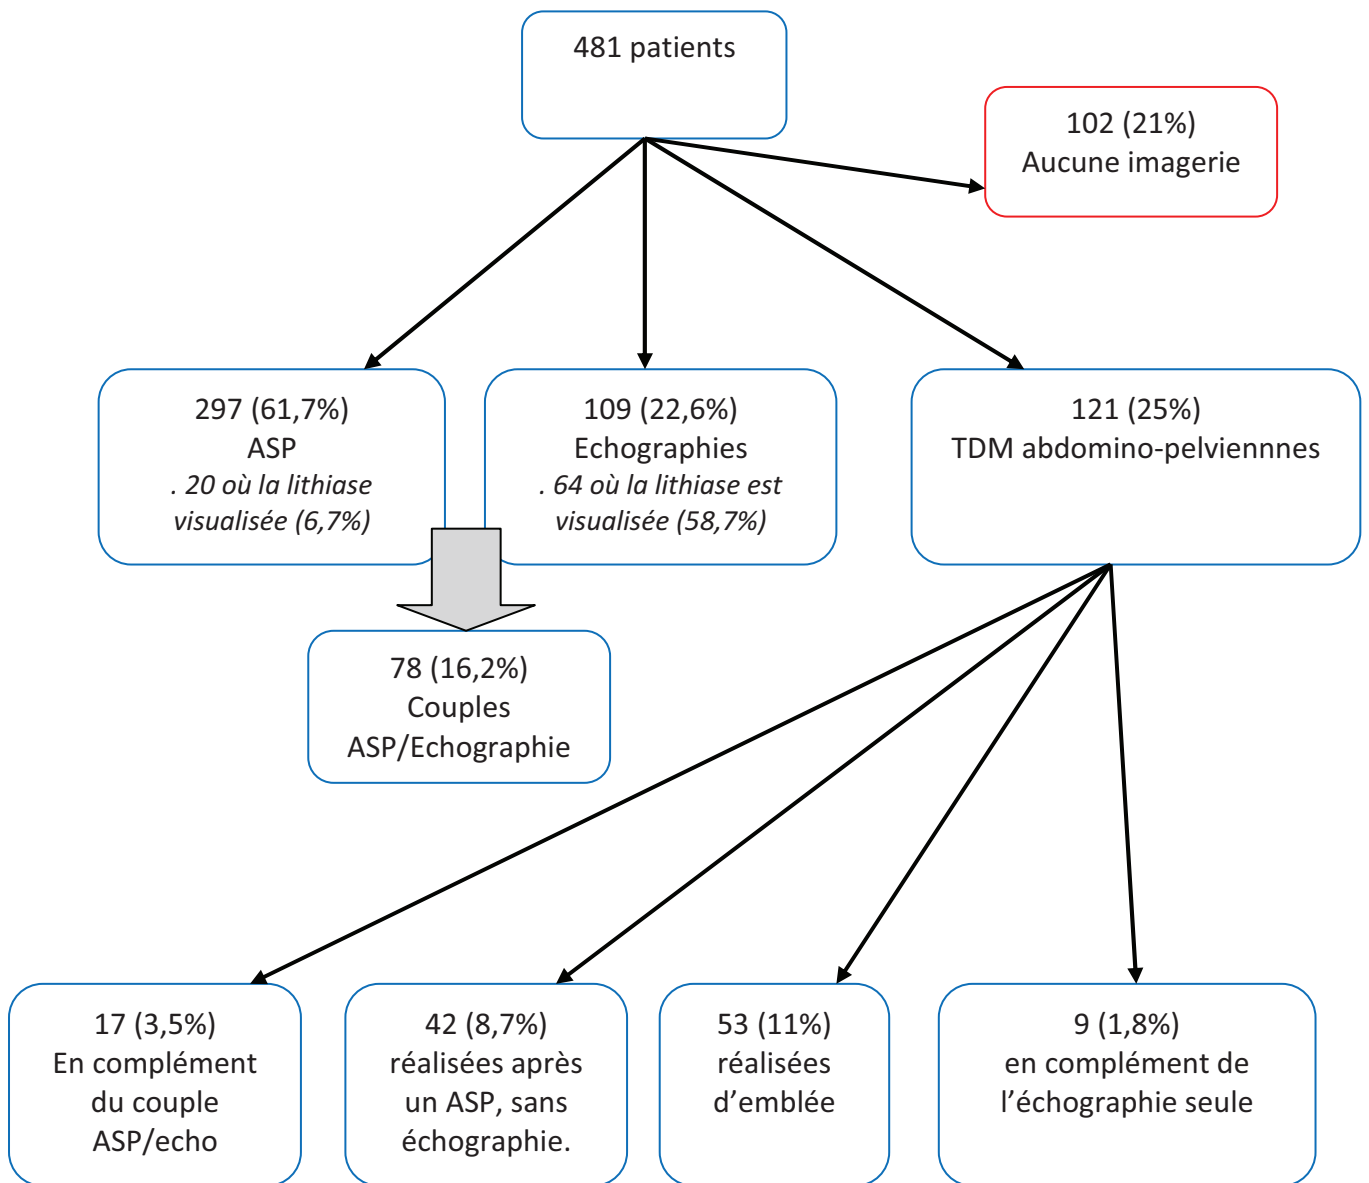 481 patients
102 (21%)
Aucune imagerie
297 (61,7%)
ASP
. 20 où la lithiase
visualisée (6,7%)
109 (22,6%)
Echographies
. 64 où la lithiase est
visualisée (58,7%)
121 (25%)
TDM abdomino-pelviennnes
78 (16,2%)
Couples
ASP/Echographie
17 (3,5%)
En complément
du couple
ASP/echo
42 (8,7%)
réalisées après
un ASP, sans
échographie.
53 (11%)
réalisées
d’emblée
9 (1,8%)
en complément de
l’échographie seule